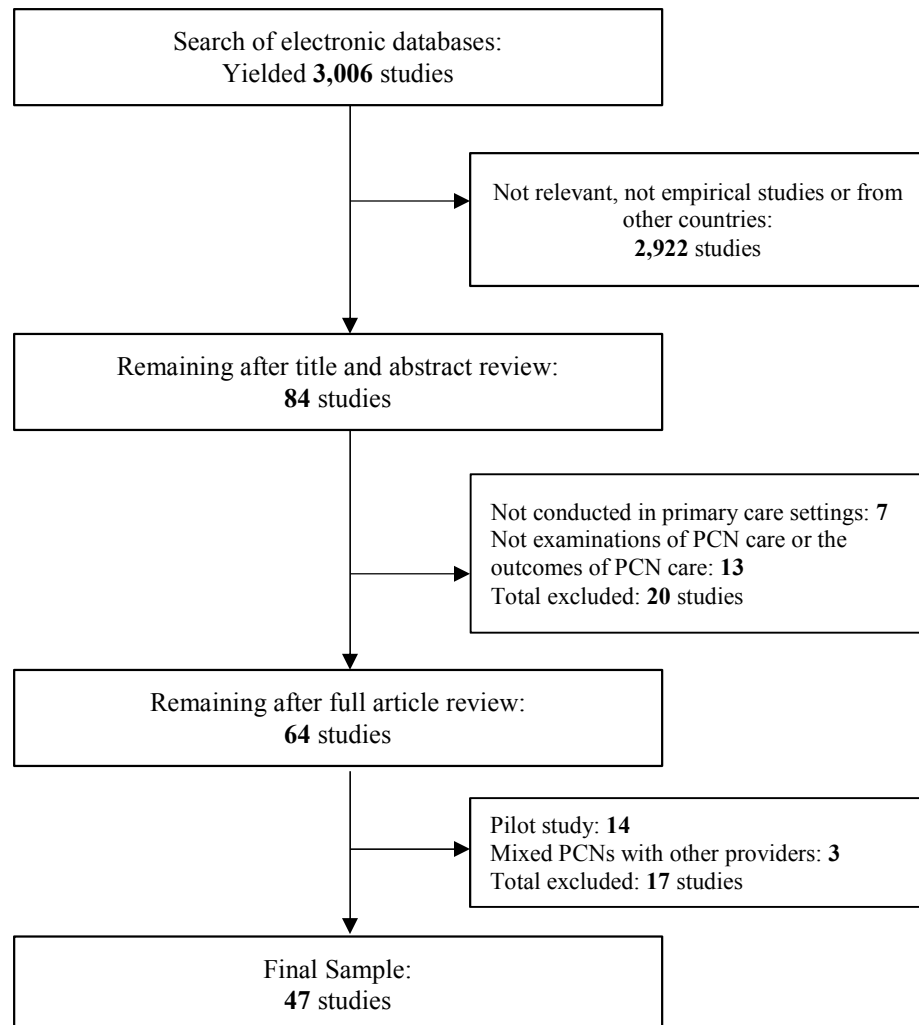 Search of electronic databases:
Yielded 3,006 studies
Not relevant, not empirical studies or from
other countries:
2,922 studies
Remaining after title and abstract review:
84 studies
Not conducted in primary care settings: 7
Not examinations of PCN care or the
outcomes of PCN care: 13
Total excluded: 20 studies
Remaining after full article review:
64 studies
Pilot study: 14
Mixed PCNs with other providers: 3
Total excluded: 17 studies
Final Sample:
47 studies